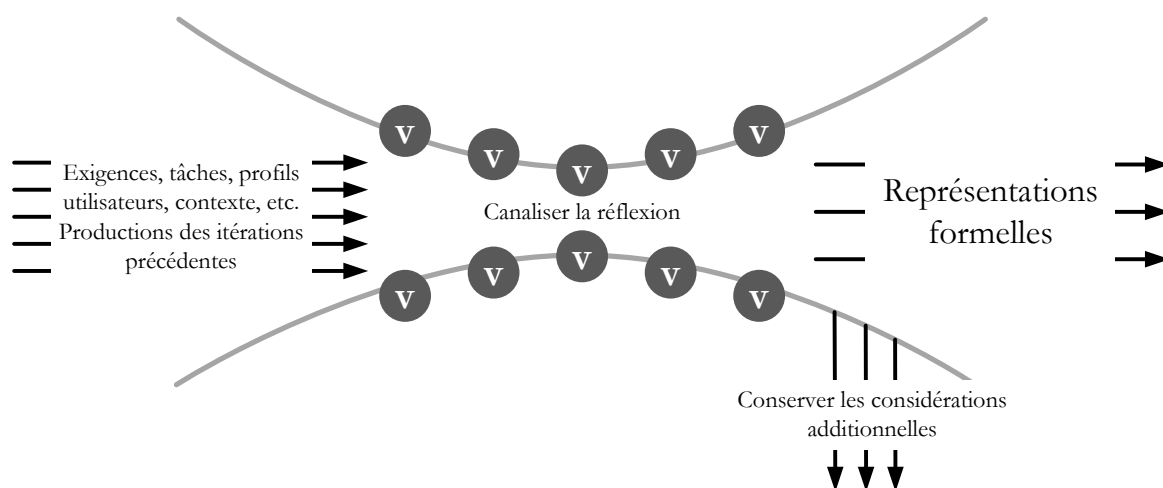 V
V
V
V
V
Exigences, tâches, profils
utilisateurs, contexte, etc.
Productions des itérations
précédentes
Canaliser la réflexion
Représentations
formelles
V
V
V
V
V
Conserver les considérations
additionnelles